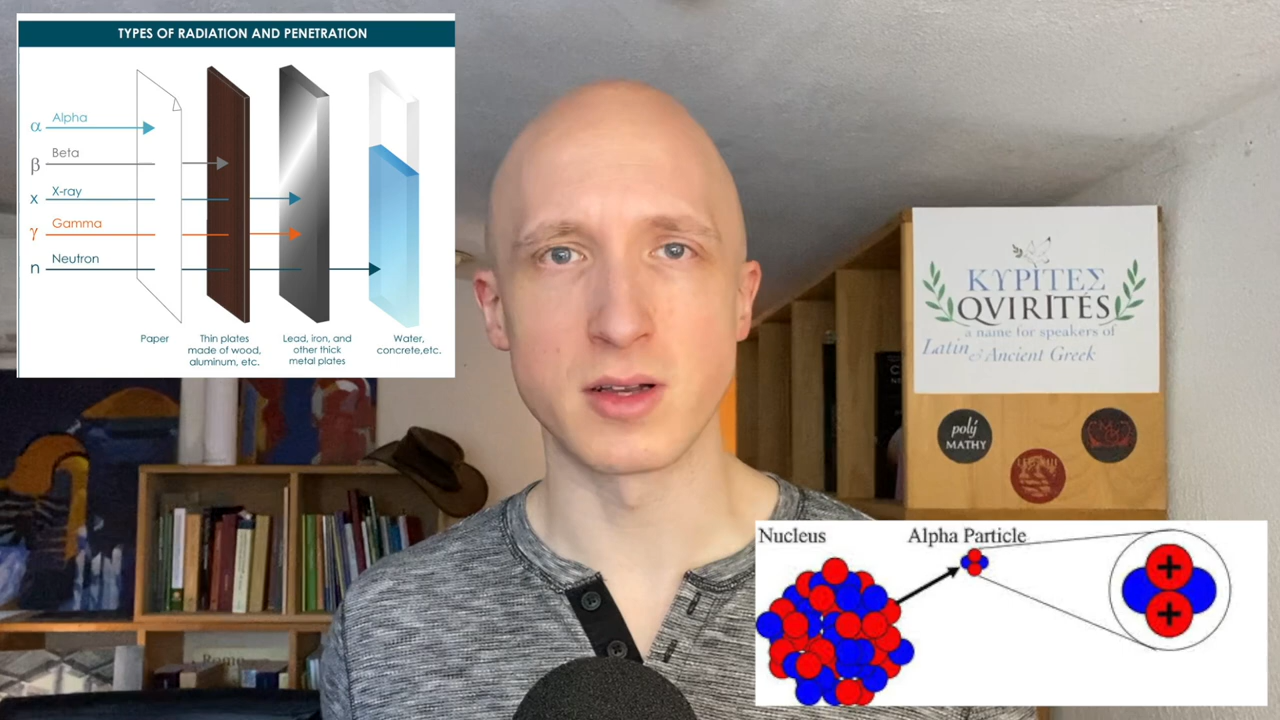 TYPES OF RADIATION AND PENETRATION
α Alpha
β Beta
x X-ray
γ Gamma
n Neutron
Paper
Thin plates
made of wood,
aluminum, etc.
Lead, iron, and
other thick
metal plates
Water,
concrete,etc.
ΚΥΡΙΤΕΣ
QVIRITÉS
a name for speakers of
Latin & Ancient Greek
polý
MATHY
Nucleus
Alpha Particle
+
+